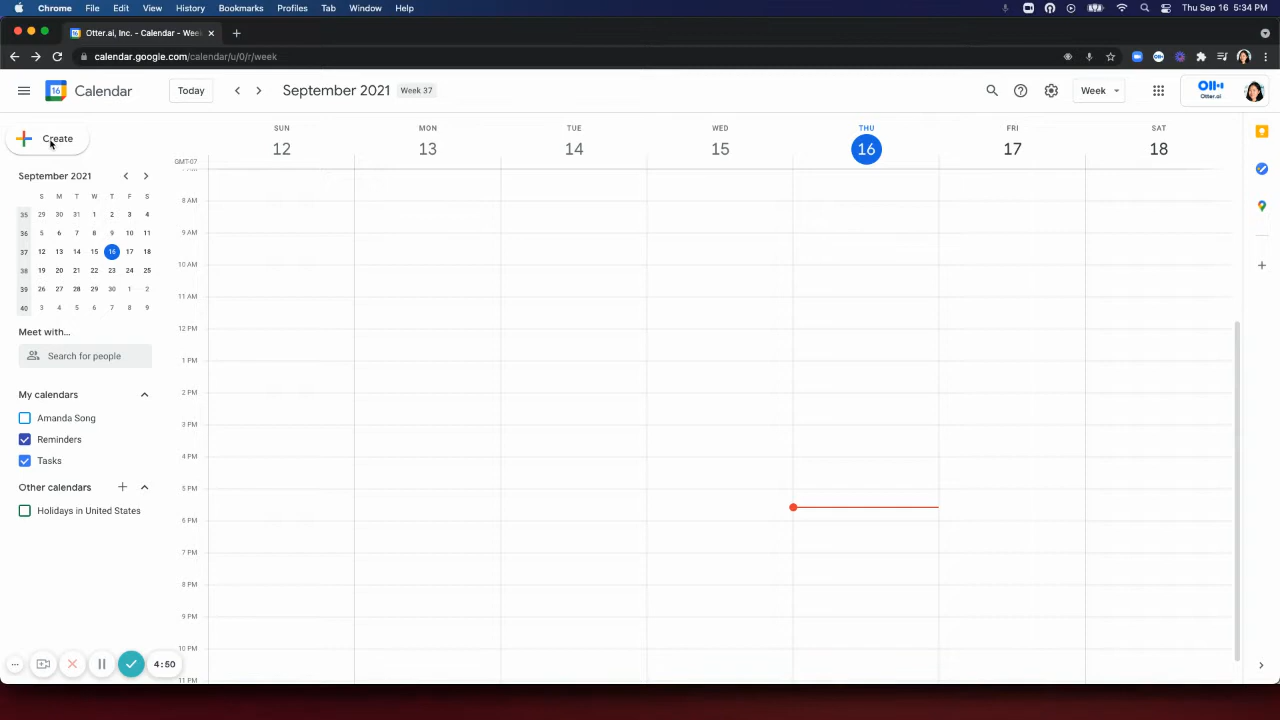 Chrome File Edit View History Bookmarks Profiles Tab Window Help Thu Sep 16 5:34 PM
Otter.ai, Inc. - Calendar - Wee
calendar.google.com/calendar/u/0/r/week
16 Calendar Today September 2021 Week 37 Week Otter.ai
Create
SUN MON TUE WED THU FRI SAT
12 13 14 15 16 17 18
GMT-07
September 2021
S M T W T F S
35 29 30 31 1 2 3 4
36 5 6 7 8 9 10 11
37 12 13 14 15 16 17 18
38 19 20 21 22 23 24 25
39 26 27 28 29 30 1 2
40 3 4 5 6 7 8 9
Meet with...
Search for people
My calendars
Amanda Song
Reminders
Tasks
Other calendars
Holidays in United States
7 AM
8 AM
9 AM
10 AM
11 AM
12 PM
1 PM
2 PM
3 PM
4 PM
5 PM
6 PM
7 PM
8 PM
9 PM
10 PM
11 PM
4:50